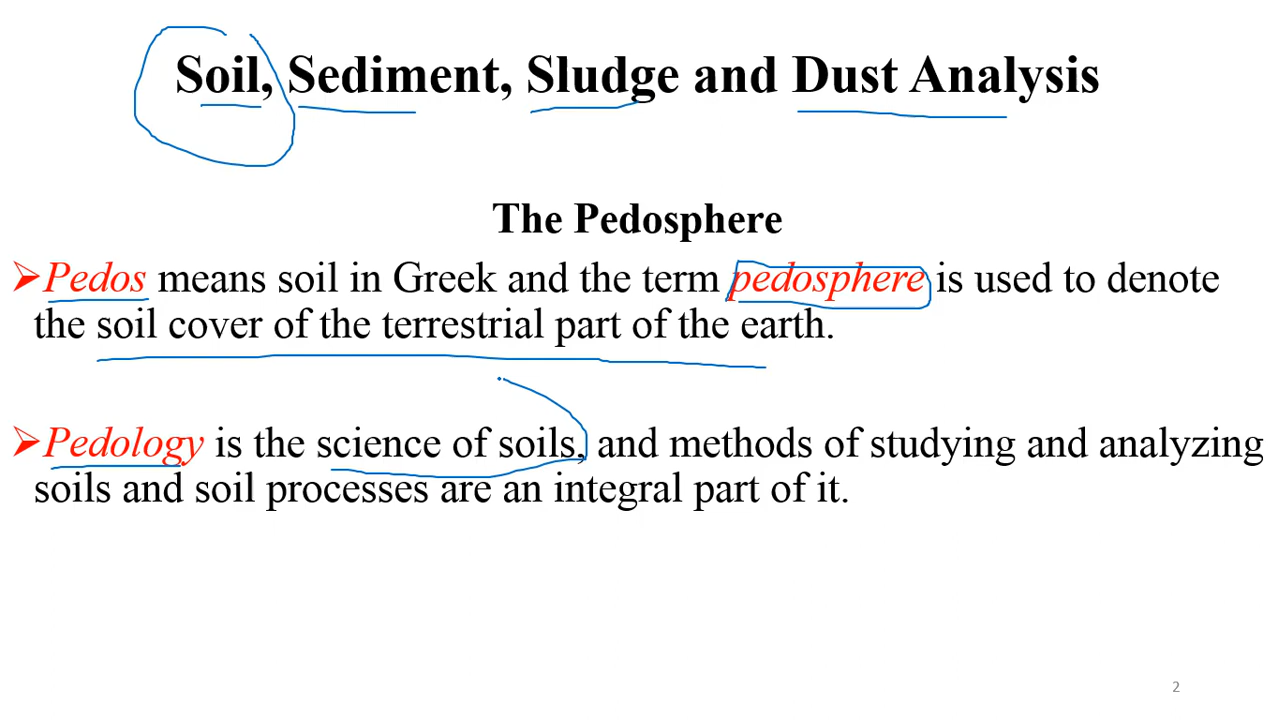 Soil, Sediment, Sludge and Dust Analysis
The Pedosphere
➢Pedos means soil in Greek and the term pedosphere is used to denote
the soil cover of the terrestrial part of the earth.
➢Pedology is the science of soils, and methods of studying and analyzing
soils and soil processes are an integral part of it.
2